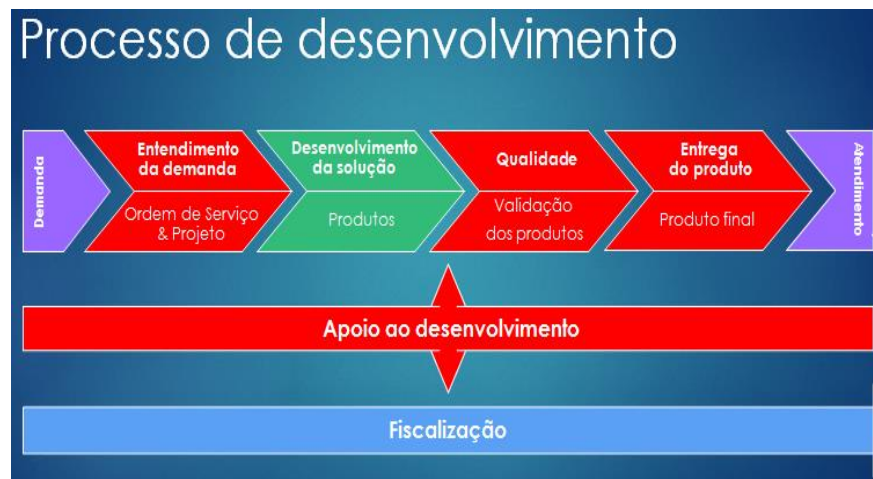 Processo de desenvolvimento
Demanda
Entendimento
da demanda
Ordem de Serviço
& Projeto
Desenvolvimento
da solução
Produtos
Qualidade
Validação
dos produtos
Entrega
do produto
Produto final
Atendimento
Apoio ao desenvolvimento
Fiscalização